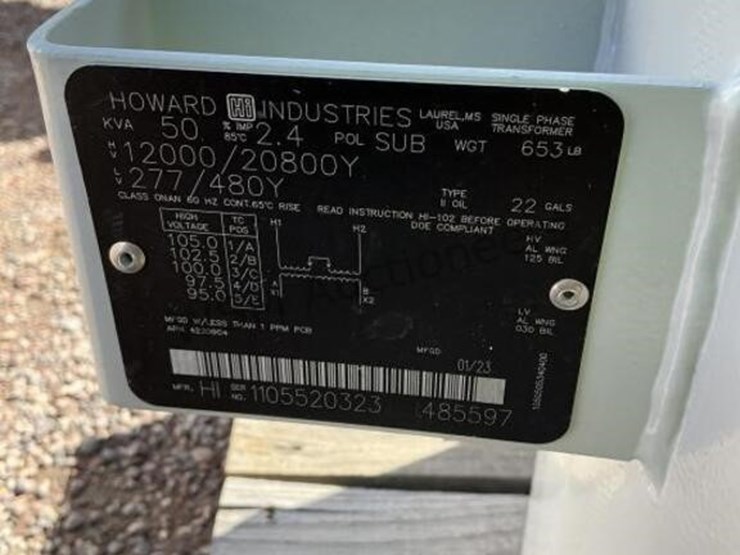 HOWARD Hi INDUSTRIES LAUREL,MS USA SINGLE PHASE TRANSFORMER
KVA 50 % IMP 85°C 2.4 POL SUB WGT 653 LB
HV 12000/20800Y
LV 277/480Y
CLASS ONAN 60 HZ CONT.65°C RISE
TYPE II OIL 22 GALS
READ INSTRUCTION HI-102 BEFORE OPERATING
DOE COMPLIANT
HIGH VOLTAGE TC POS
105.0 1/A
102.5 2/B
100.0 3/C
97.5 4/D
95.0 5/E
H1 H2
A X1 B X2
HV AL WNG 125 BIL
LV AL WNG 030 BIL
MFGD W/LESS THAN 1 PPM PCB
MFGD 01/23
MFR. HI SER NO. 1105520323 485597